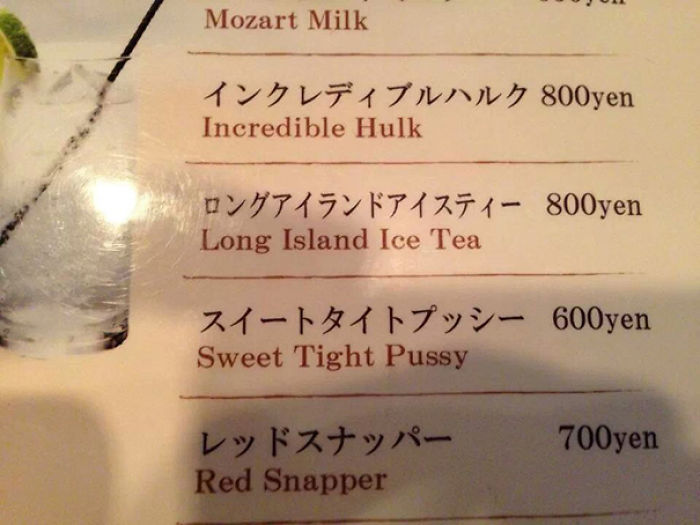 Mozart Milk
インクレディブルハルク 800yen
Incredible Hulk
ロングアイランドアイスティー 800yen
Long Island Ice Tea
スイートタイトプッシー 600yen
Sweet Tight Pussy
レッドスナッパー 700yen
Red Snapper